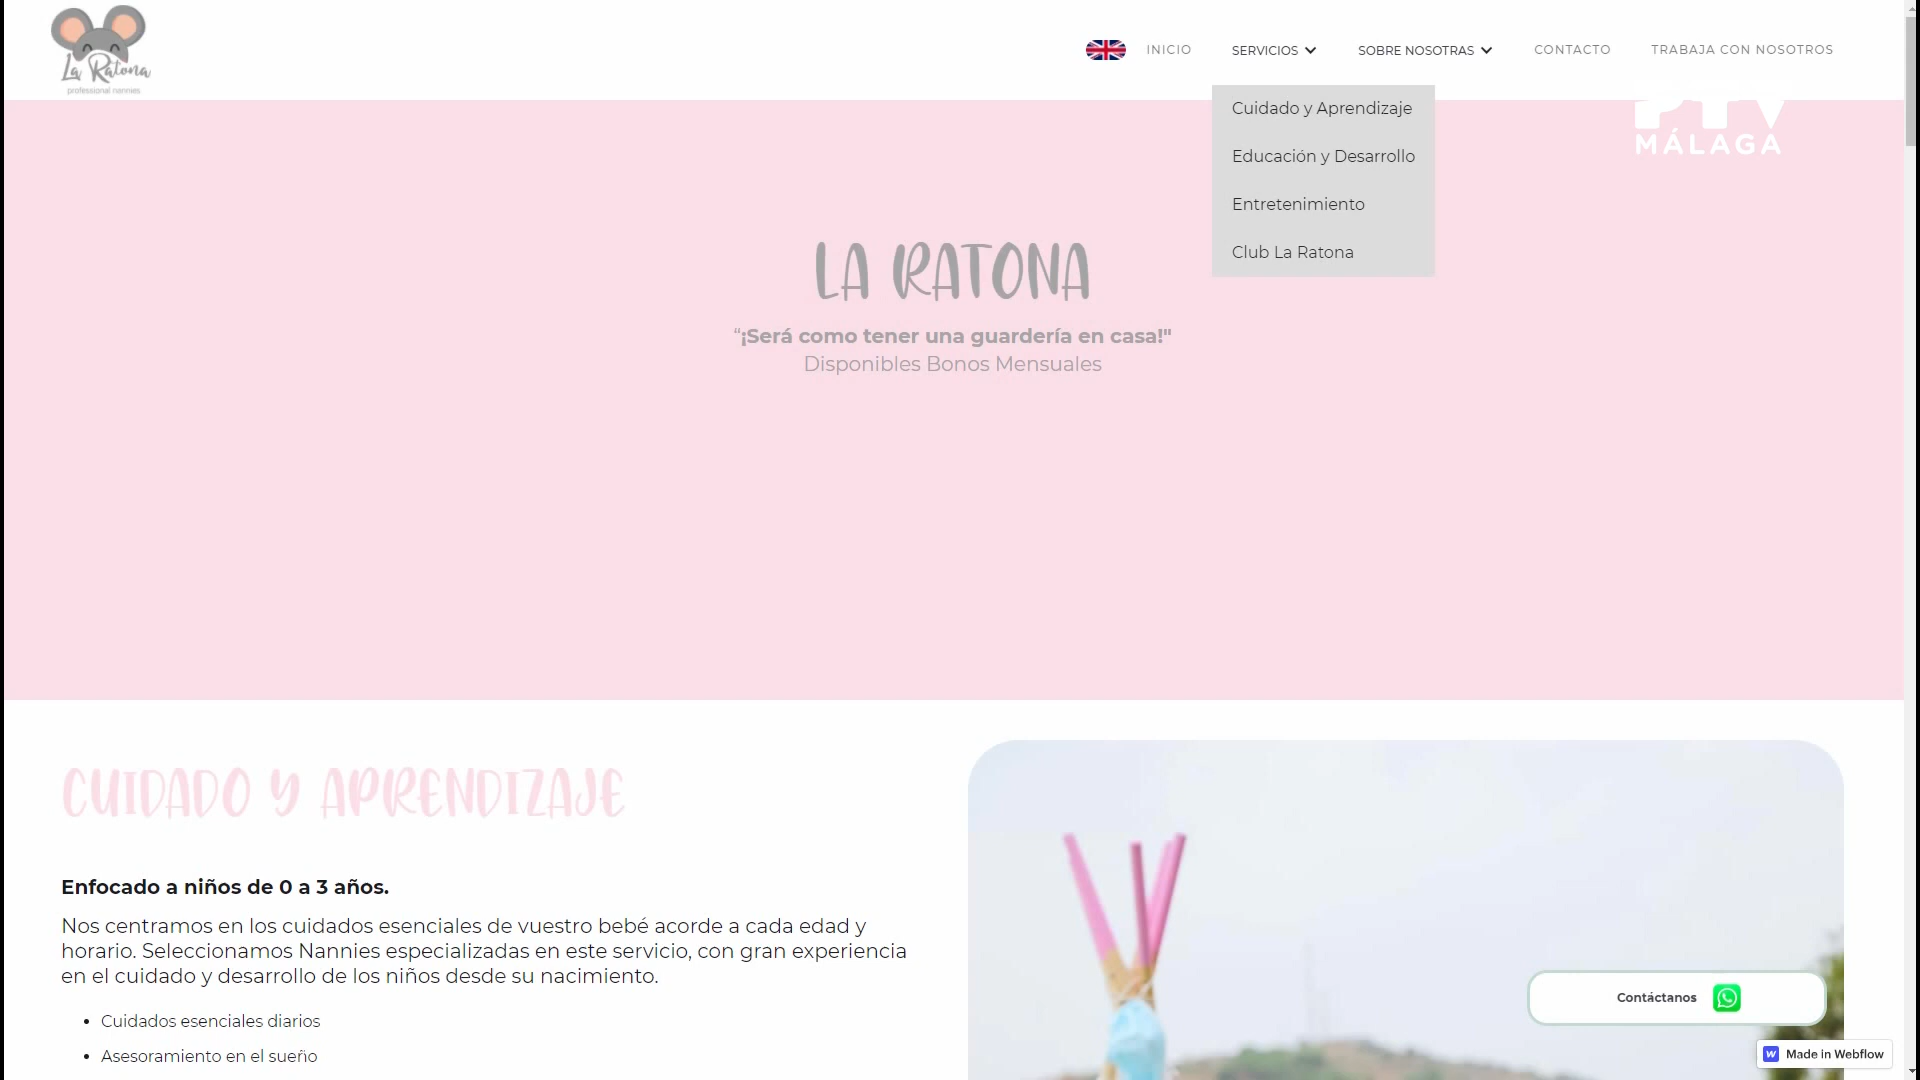 La Ratona
professional nannies
INICIO
SERVICIOS
SOBRE NOSOTRAS
CONTACTO
TRABAJA CON NOSOTROS
Cuidado y Aprendizaje
Educación y Desarrollo
Entretenimiento
Club La Ratona
PTV
MÁLAGA
LA RATONA
“¡Será como tener una guardería en casa!"
Disponibles Bonos Mensuales
CUIDADO Y APRENDIZAJE
Enfocado a niños de 0 a 3 años.
Nos centramos en los cuidados esenciales de vuestro bebé acorde a cada edad y
horario. Seleccionamos Nannies especializadas en este servicio, con gran experiencia
en el cuidado y desarrollo de los niños desde su nacimiento.
• Cuidados esenciales diarios
• Asesoramiento en el sueño
Contáctanos
Made in Webflow